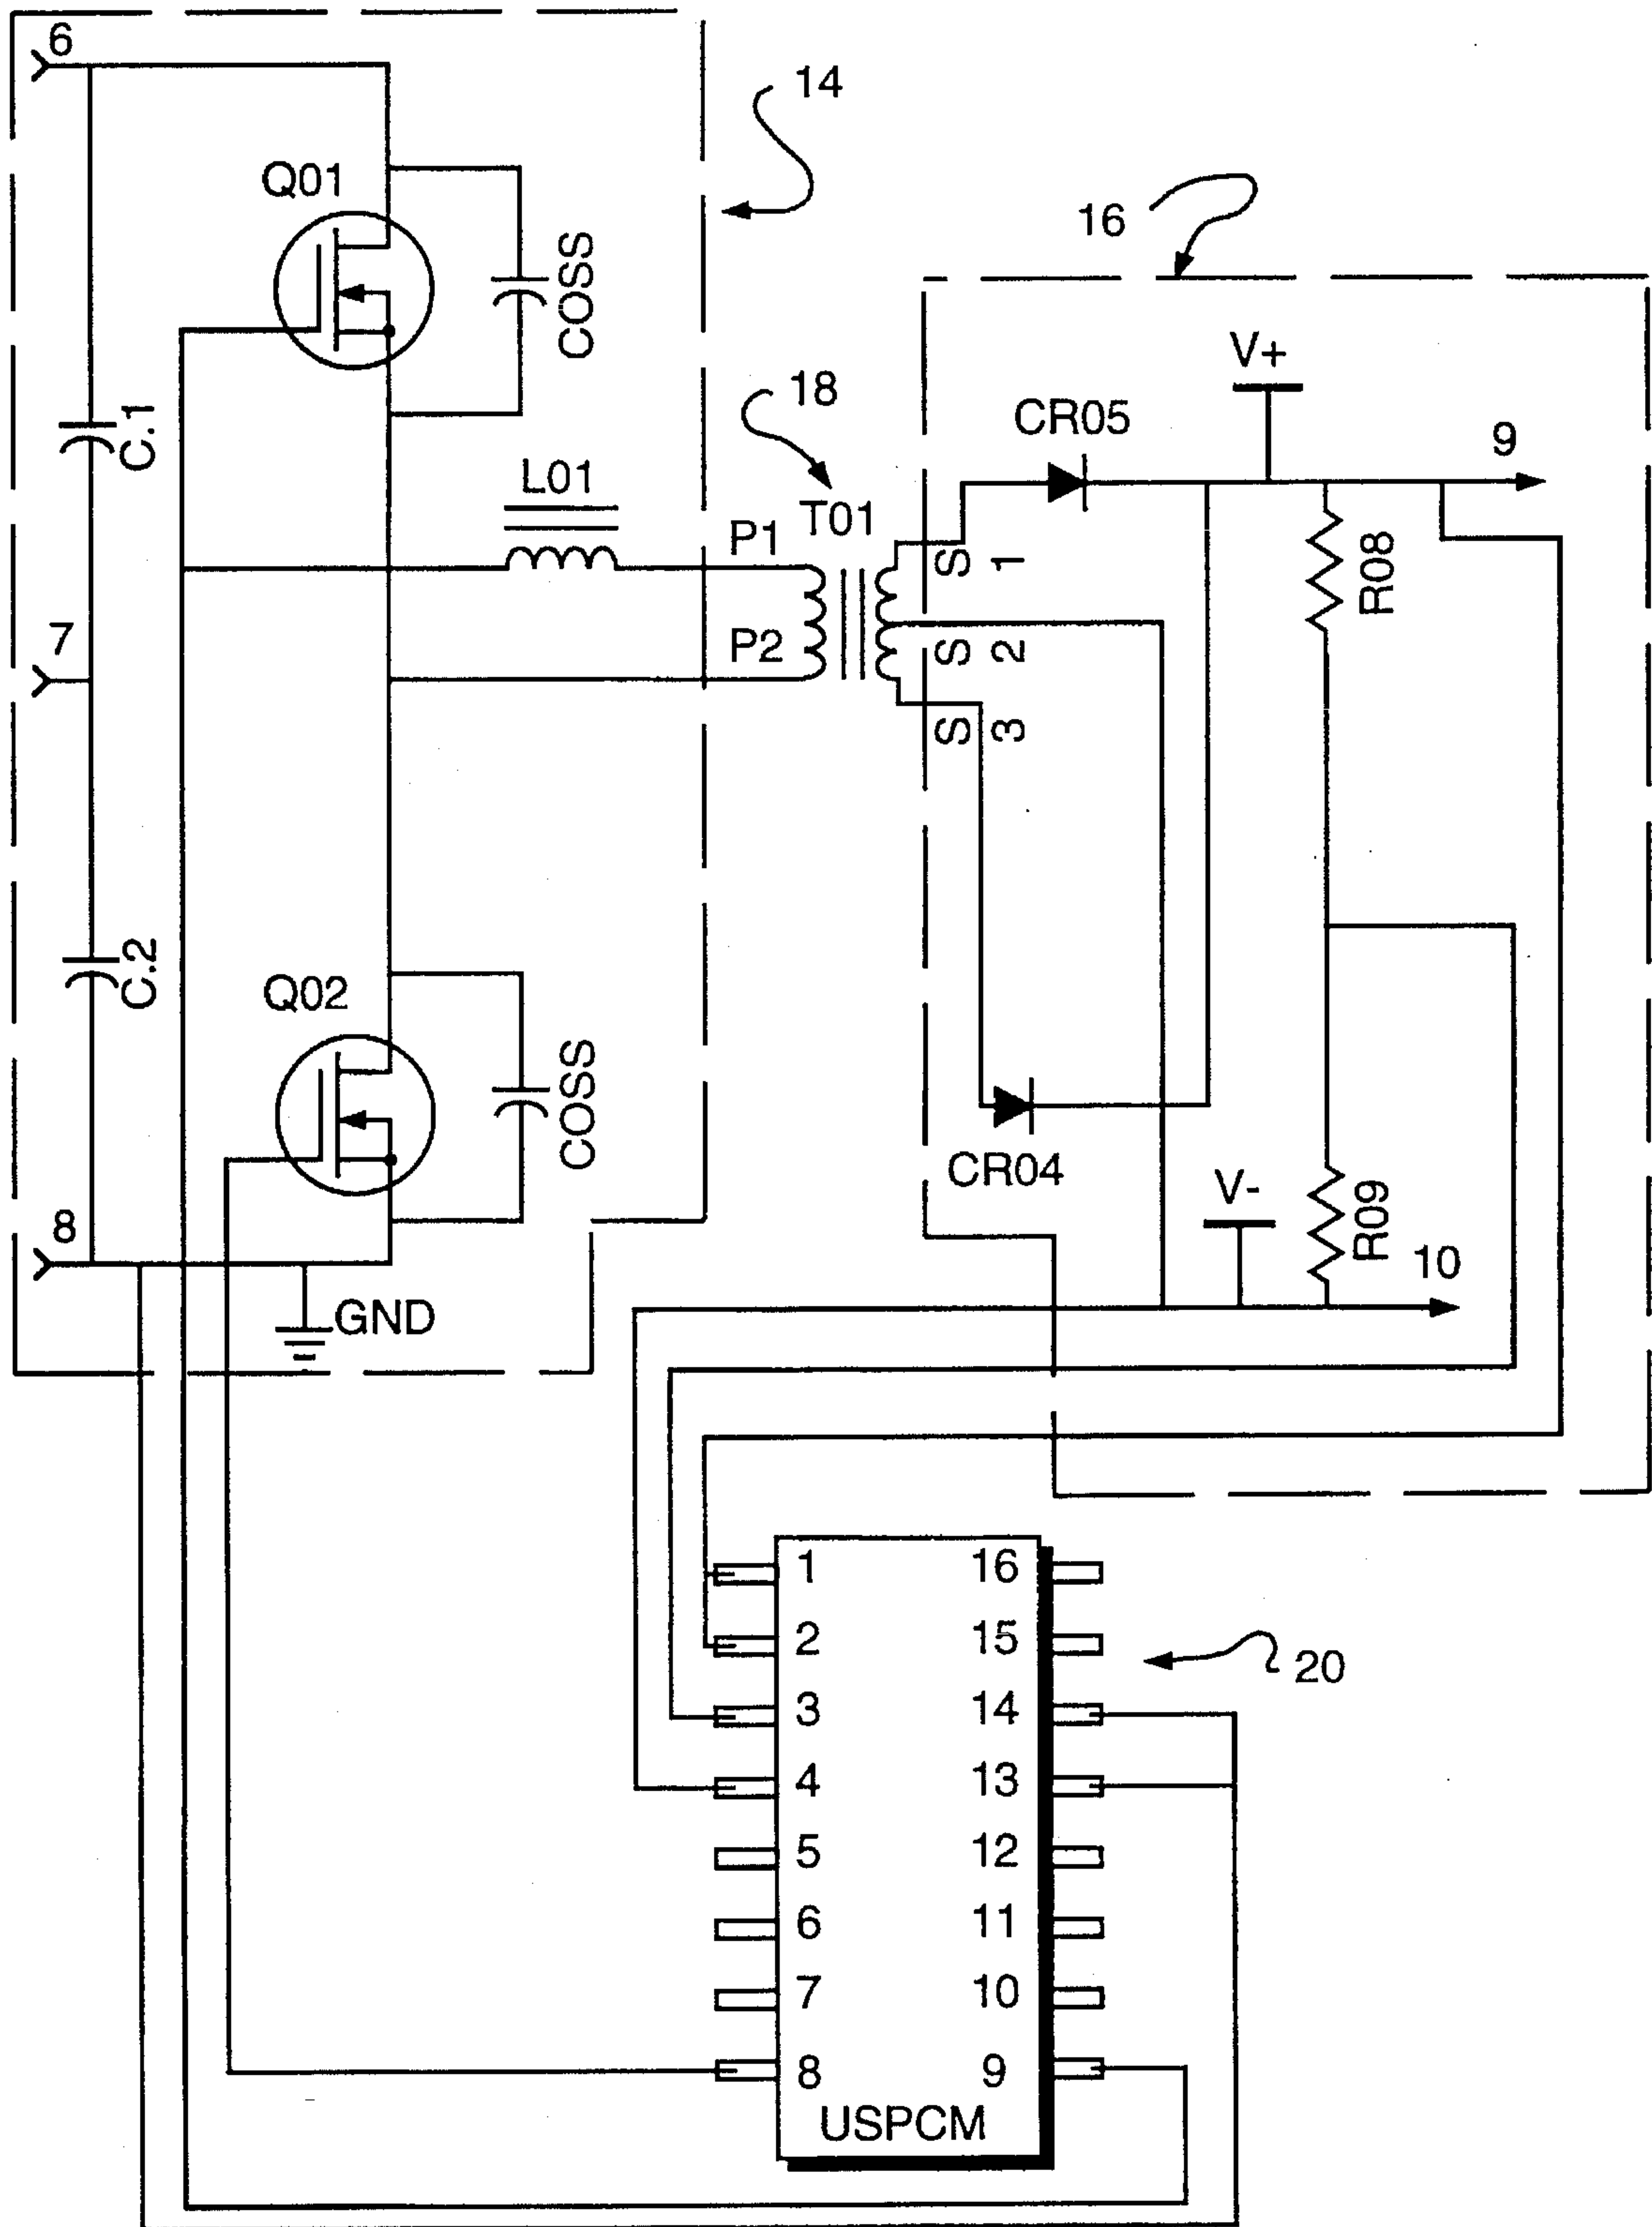 6
14
Q01
COSS
16
V+
18
CR05
9
C.1
L01
P1
T01
S 1
R08
7
P2
S 2
S 3
C.2
Q02
COSS
CR04
V-
R09
8
10
GND
1 16
2 15
20
3 14
4 13
5 12
6 11
7 10
8 9
USPCM